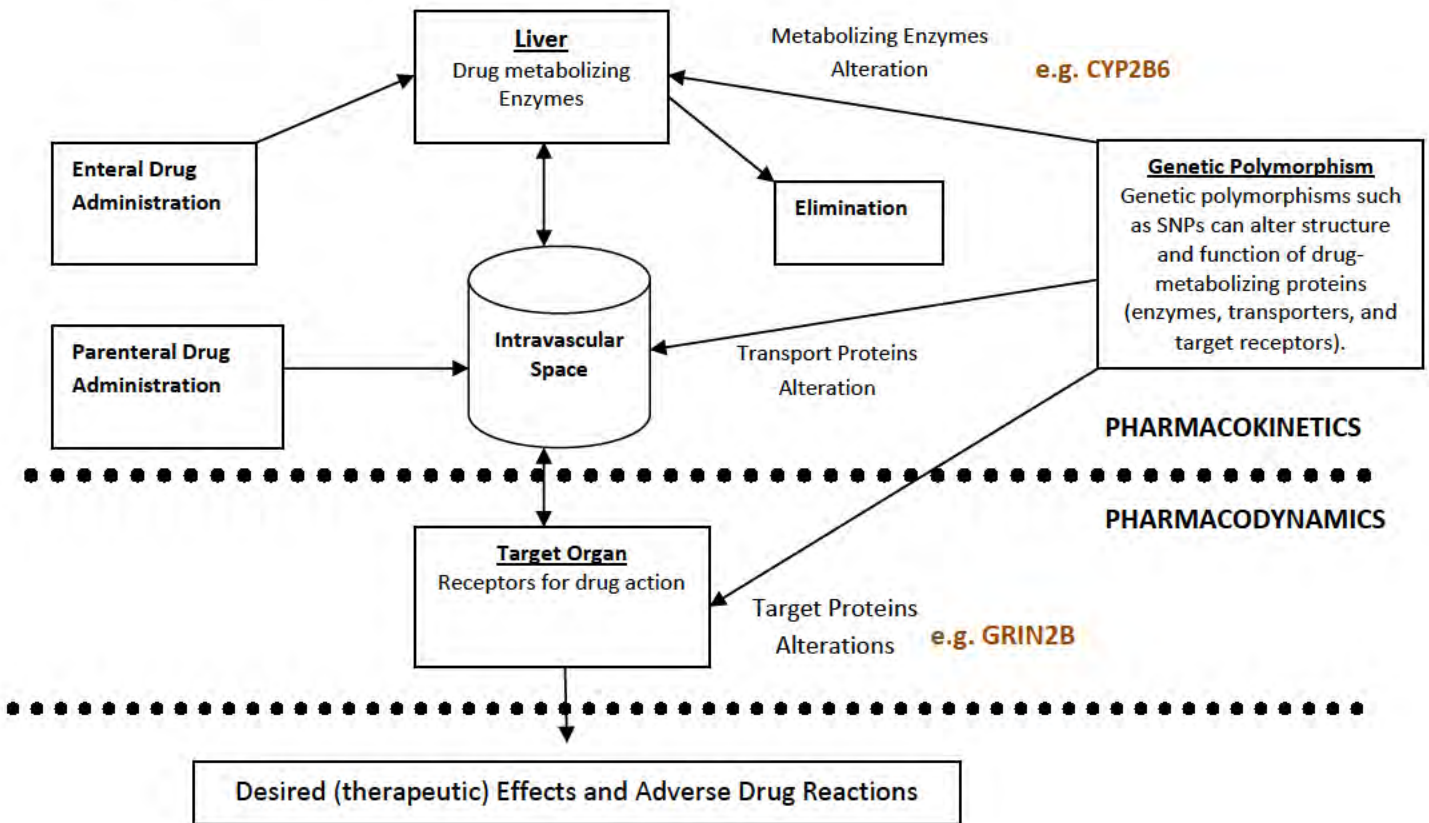 Liver
Drug metabolizing
Enzymes
Metabolizing Enzymes
Alteration
e.g. CYP2B6
Enteral Drug
Administration
Elimination
Genetic Polymorphism
Genetic polymorphisms such
as SNPs can alter structure
and function of drug-
metabolizing proteins
(enzymes, transporters, and
target receptors).
Parenteral Drug
Administration
Intravascular
Space
Transport Proteins
Alteration
PHARMACOKINETICS
PHARMACODYNAMICS
Target Organ
Receptors for drug action
Target Proteins
Alterations
e.g. GRIN2B
Desired (therapeutic) Effects and Adverse Drug Reactions